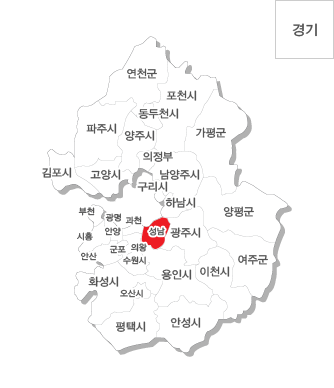 경기
연천군
포천시
동두천시
파주시
양주시
가평군
의정부
김포시
고양시
남양주시
구리시
하남시
부천
광명
과천
양평군
성남
광주시
시흥
안양
군포
의왕
안산
수원시
여주군
용인시
이천시
화성시
오산시
평택시
안성시